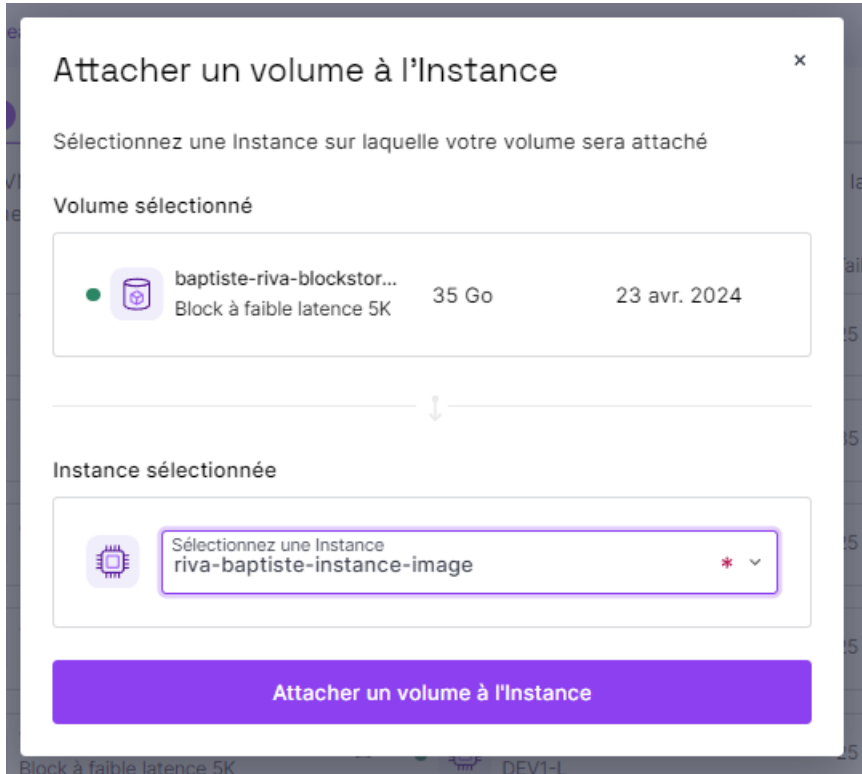 Attacher un volume à l'Instance
Sélectionnez une Instance sur laquelle votre volume sera attaché
Volume sélectionné
baptiste-riva-blockstor...
Block à faible latence 5K
35 Go
23 avr. 2024
Instance sélectionnée
Sélectionnez une Instance
riva-baptiste-instance-image *
Attacher un volume à l'Instance
Block à faible latence 5K
DEV1-L